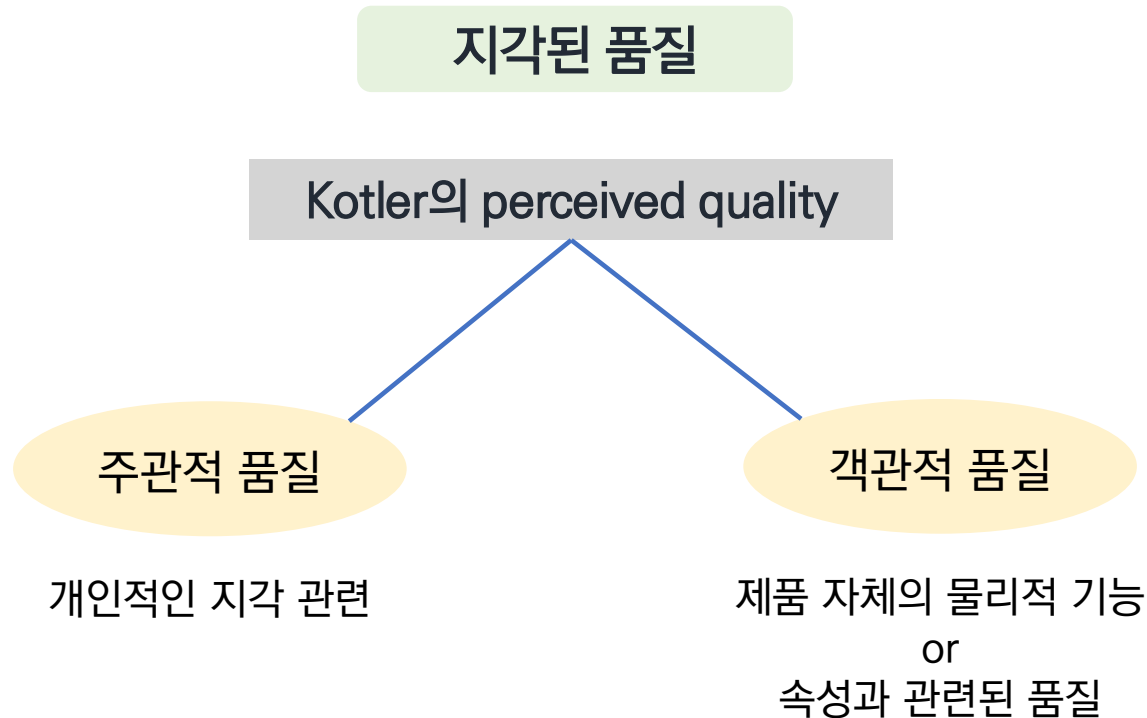 지각된 품질
Kotler의 perceived quality
주관적 품질
객관적 품질
개인적인 지각 관련
제품 자체의 물리적 기능
or
속성과 관련된 품질